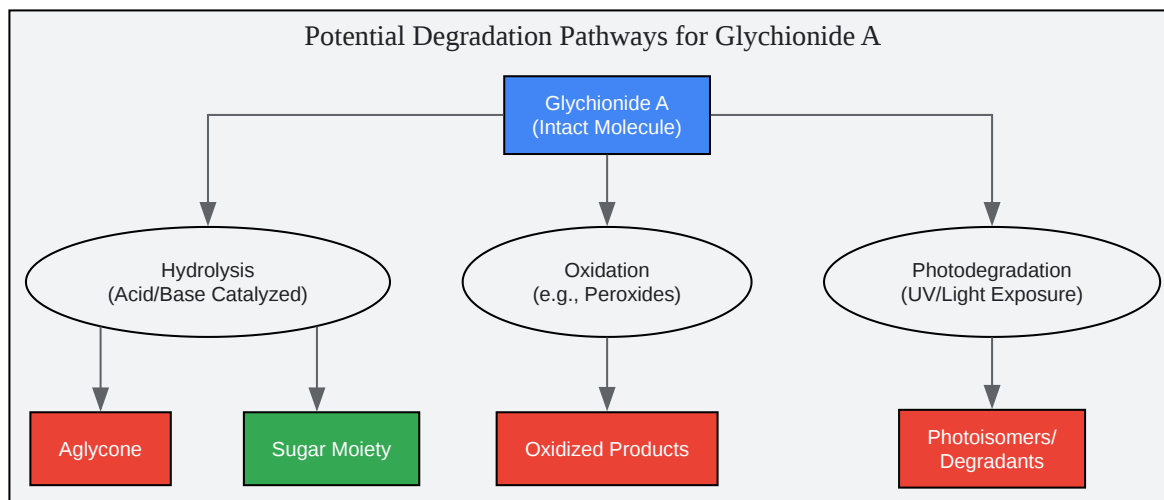 Potential Degradation Pathways for Glychionide A
Glychionide A
(Intact Molecule)
Hydrolysis
(Acid/Base Catalyzed)
Oxidation
(e.g., Peroxides)
Photodegradation
(UV/Light Exposure)
Aglycone
Sugar Moiety
Oxidized Products
Photoisomers/
Degradants